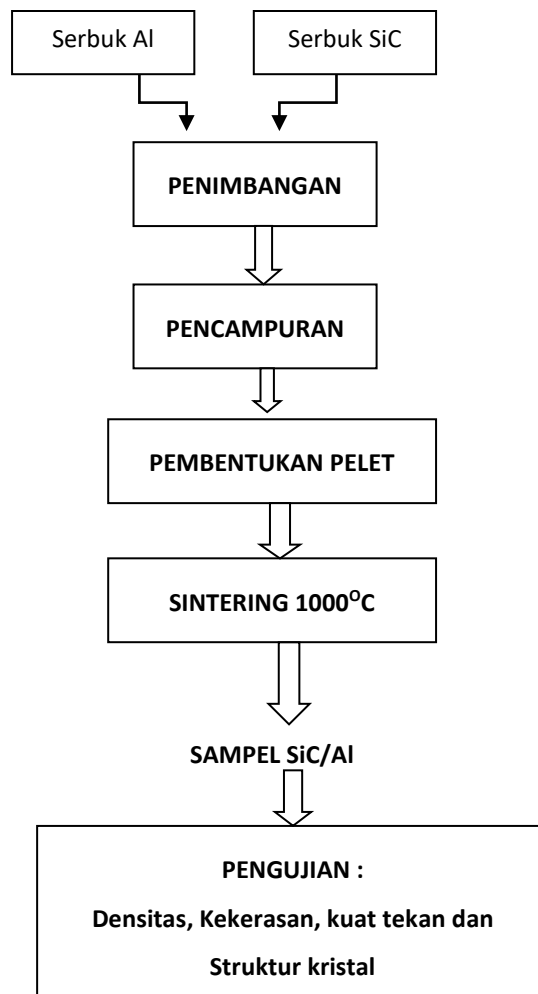 Serbuk Al
Serbuk SiC
PENIMBANGAN
PENCAMPURAN
PEMBENTUKAN PELET
SINTERING 1000ᴼC
SAMPEL SiC/Al
PENGUJIAN :
Densitas, Kekerasan, kuat tekan dan
Struktur kristal